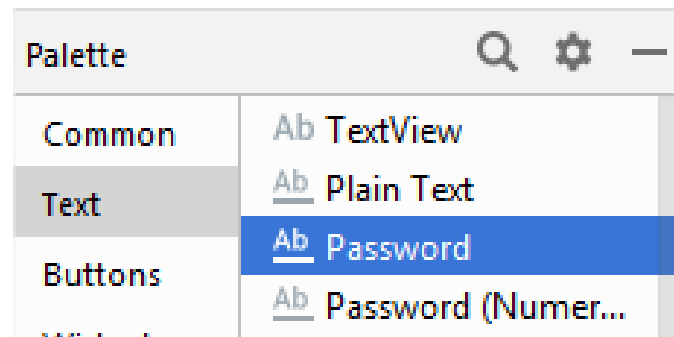 Palette
Common
Text
Buttons
Ab TextView
Ab Plain Text
Ab Password
Ab Password (Numer...